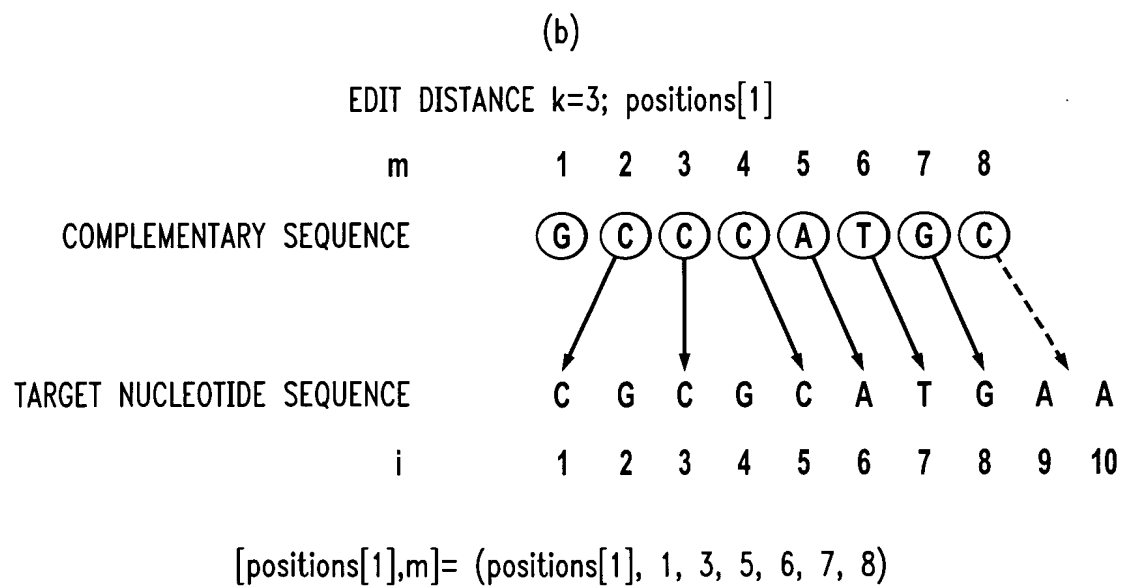 (b)
EDIT DISTANCE k=3; positions[1]
m 1 2 3 4 5 6 7 8
COMPLEMENTARY SEQUENCE G C C C A T G C
TARGET NUCLEOTIDE SEQUENCE C G C G C A T G A A
i 1 2 3 4 5 6 7 8 9 10
[positions[1],m]= (positions[1], 1, 3, 5, 6, 7, 8)